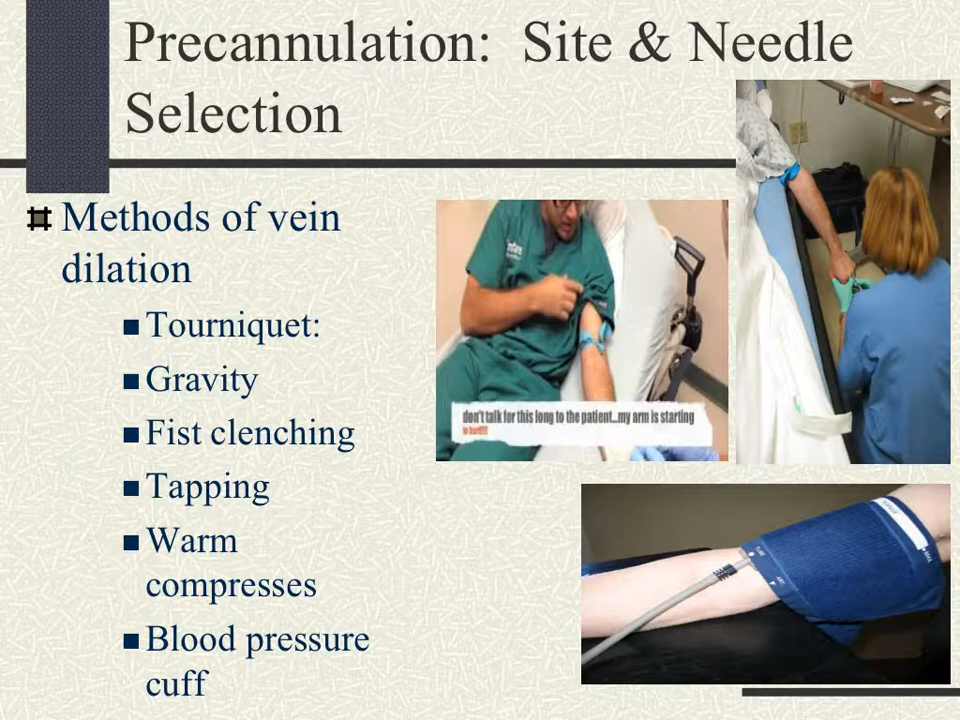 Precannulation: Site & Needle
Selection
Methods of vein
dilation
Tourniquet:
Gravity
Fist clenching
Tapping
Warm
compresses
Blood pressure
cuff
don't talk for this long to the patient...my arm is starting
to hurt!!!